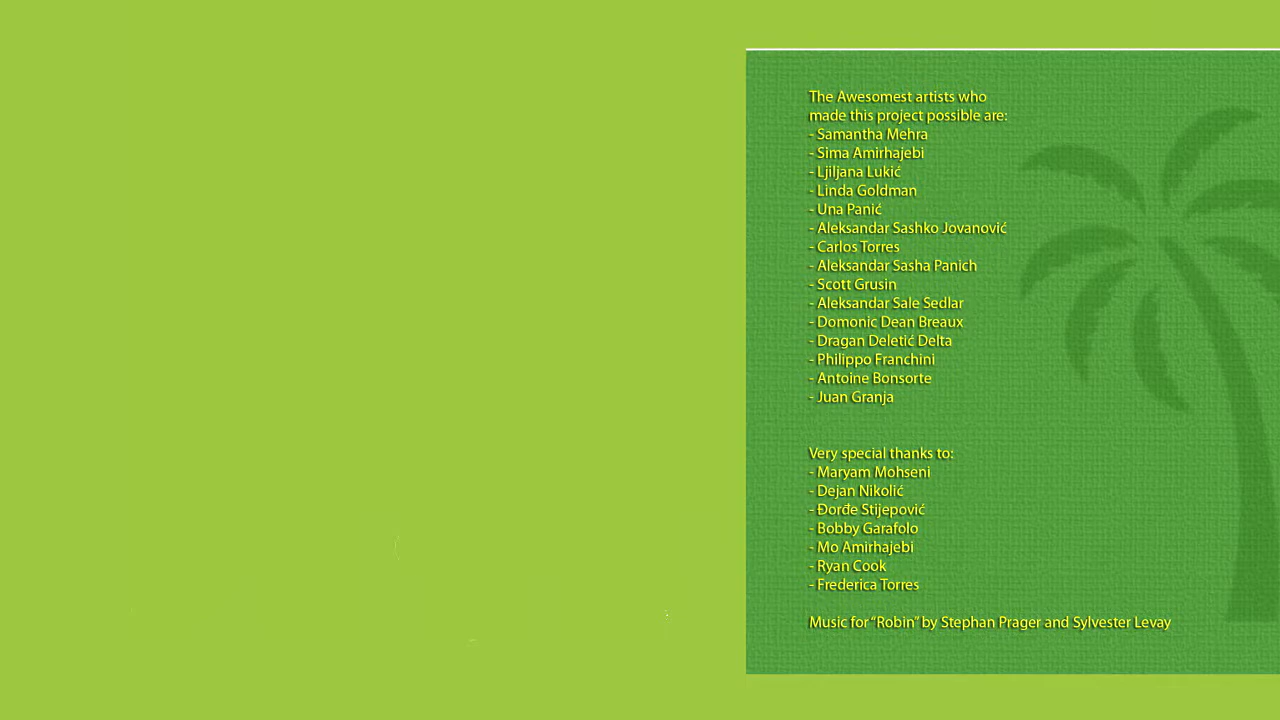 The Awesomest artists who
made this project possible are:
- Samantha Mehra
- Sima Amirhajebi
- Ljiljana Lukić
- Linda Goldman
- Una Panić
- Aleksandar Sashko Jovanović
- Carlos Torres
- Aleksandar Sasha Panich
- Scott Grusin
- Aleksandar Sale Sedlar
- Domonic Dean Breaux
- Dragan Deletić Delta
- Philippo Franchini
- Antoine Bonsorte
- Juan Granja
Very special thanks to:
- Maryam Mohseni
- Dejan Nikolić
- Đorđe Stijepović
- Bobby Garafolo
- Mo Amirhajebi
- Ryan Cook
- Frederica Torres
Music for “Robin” by Stephan Prager and Sylvester Levay